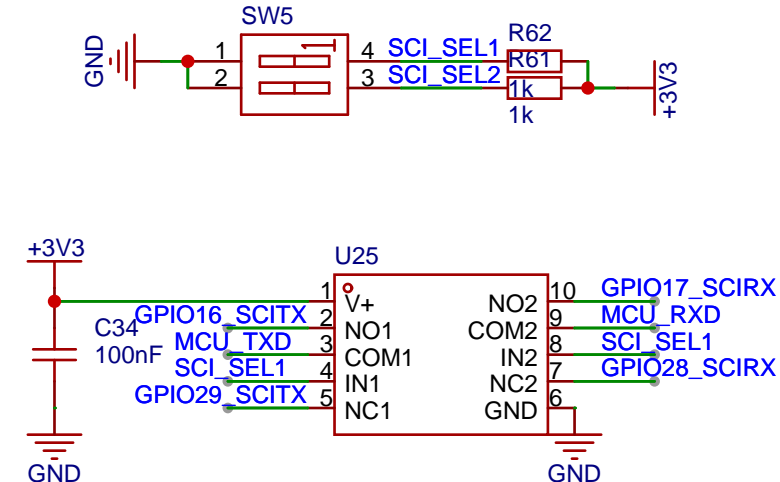 SW5
GND
1
2
4
3
SCI_SEL1
SCI_SEL2
R62
R61
1k
1k
+3V3
+3V3
C34
100nF
GND
U25
GPIO16_SCITX
MCU_TXD
SCI_SEL1
GPIO29_SCITX
1
2
3
4
5
V+
NO1
COM1
IN1
NC1
NO2
COM2
IN2
NC2
GND
10
9
8
7
6
GPIO17_SCIRX
MCU_RXD
SCI_SEL1
GPIO28_SCIRX
GND